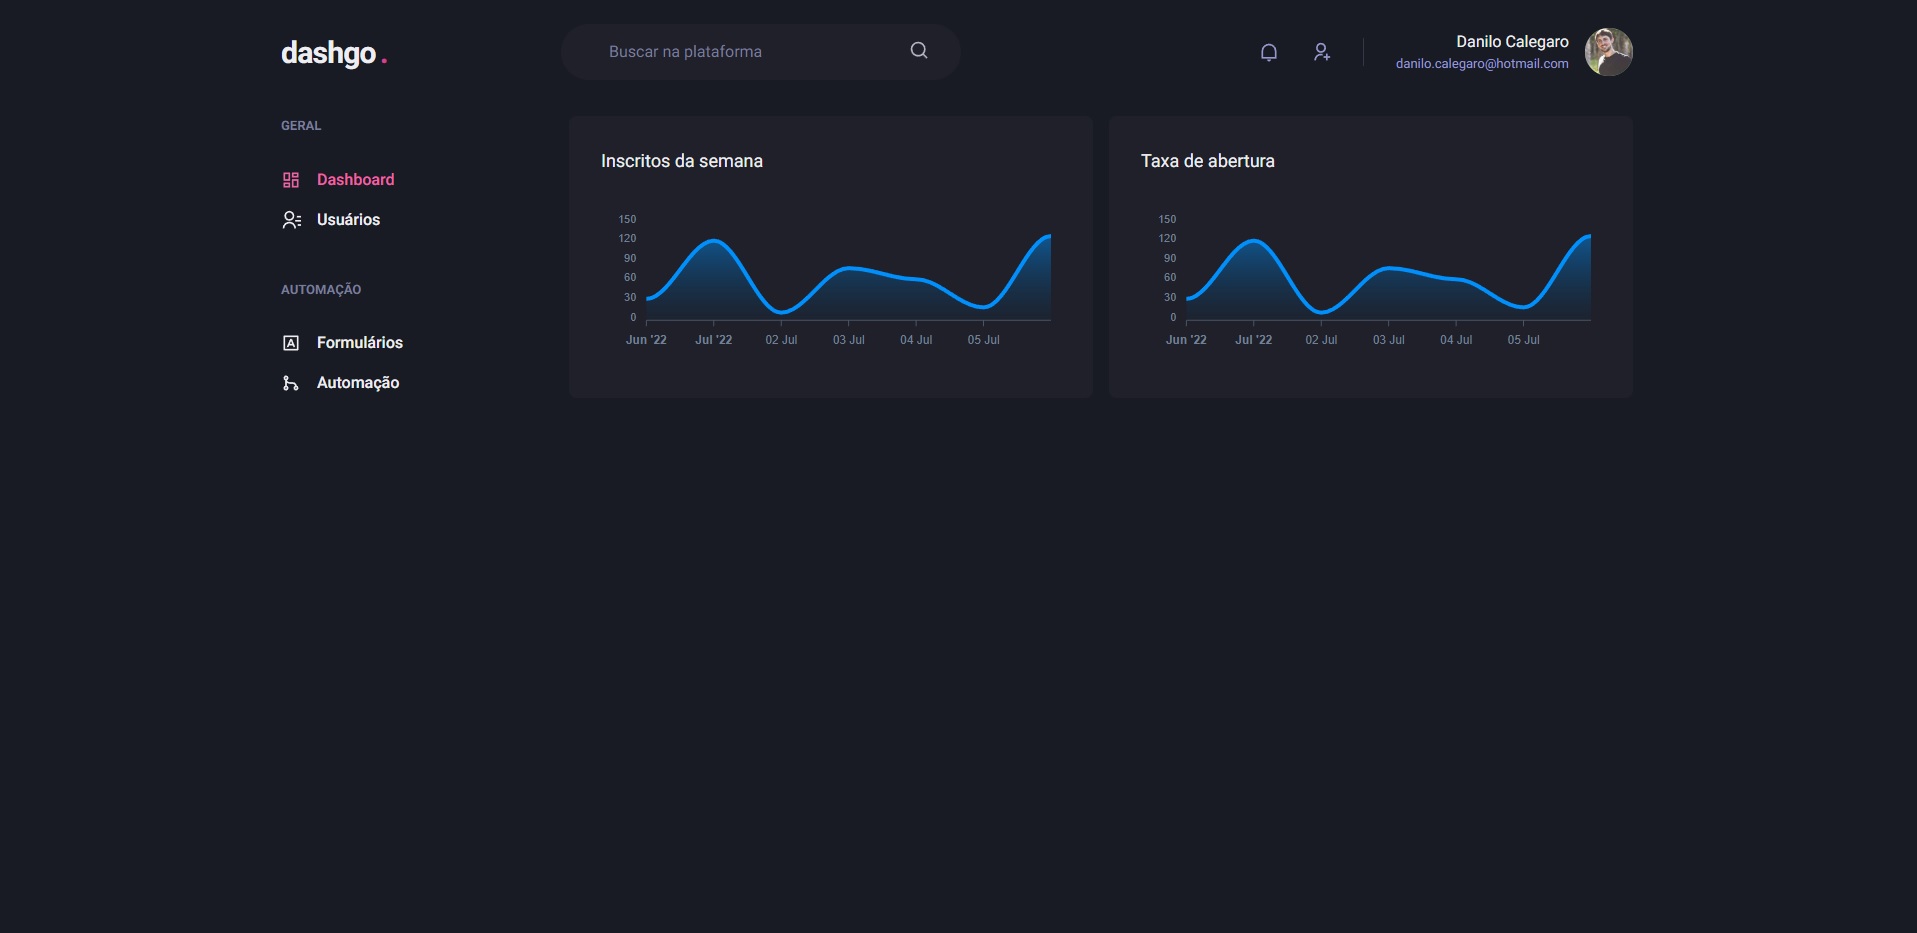 dashgo.
Buscar na plataforma
Danilo Calegaro
danilo.calegaro@hotmail.com
GERAL
Dashboard
Usuários
AUTOMAÇÃO
Formulários
Automação
Inscritos da semana
150
120
90
60
30
0
Jun '22 Jul '22 02 Jul 03 Jul 04 Jul 05 Jul
Taxa de abertura
150
120
90
60
30
0
Jun '22 Jul '22 02 Jul 03 Jul 04 Jul 05 Jul